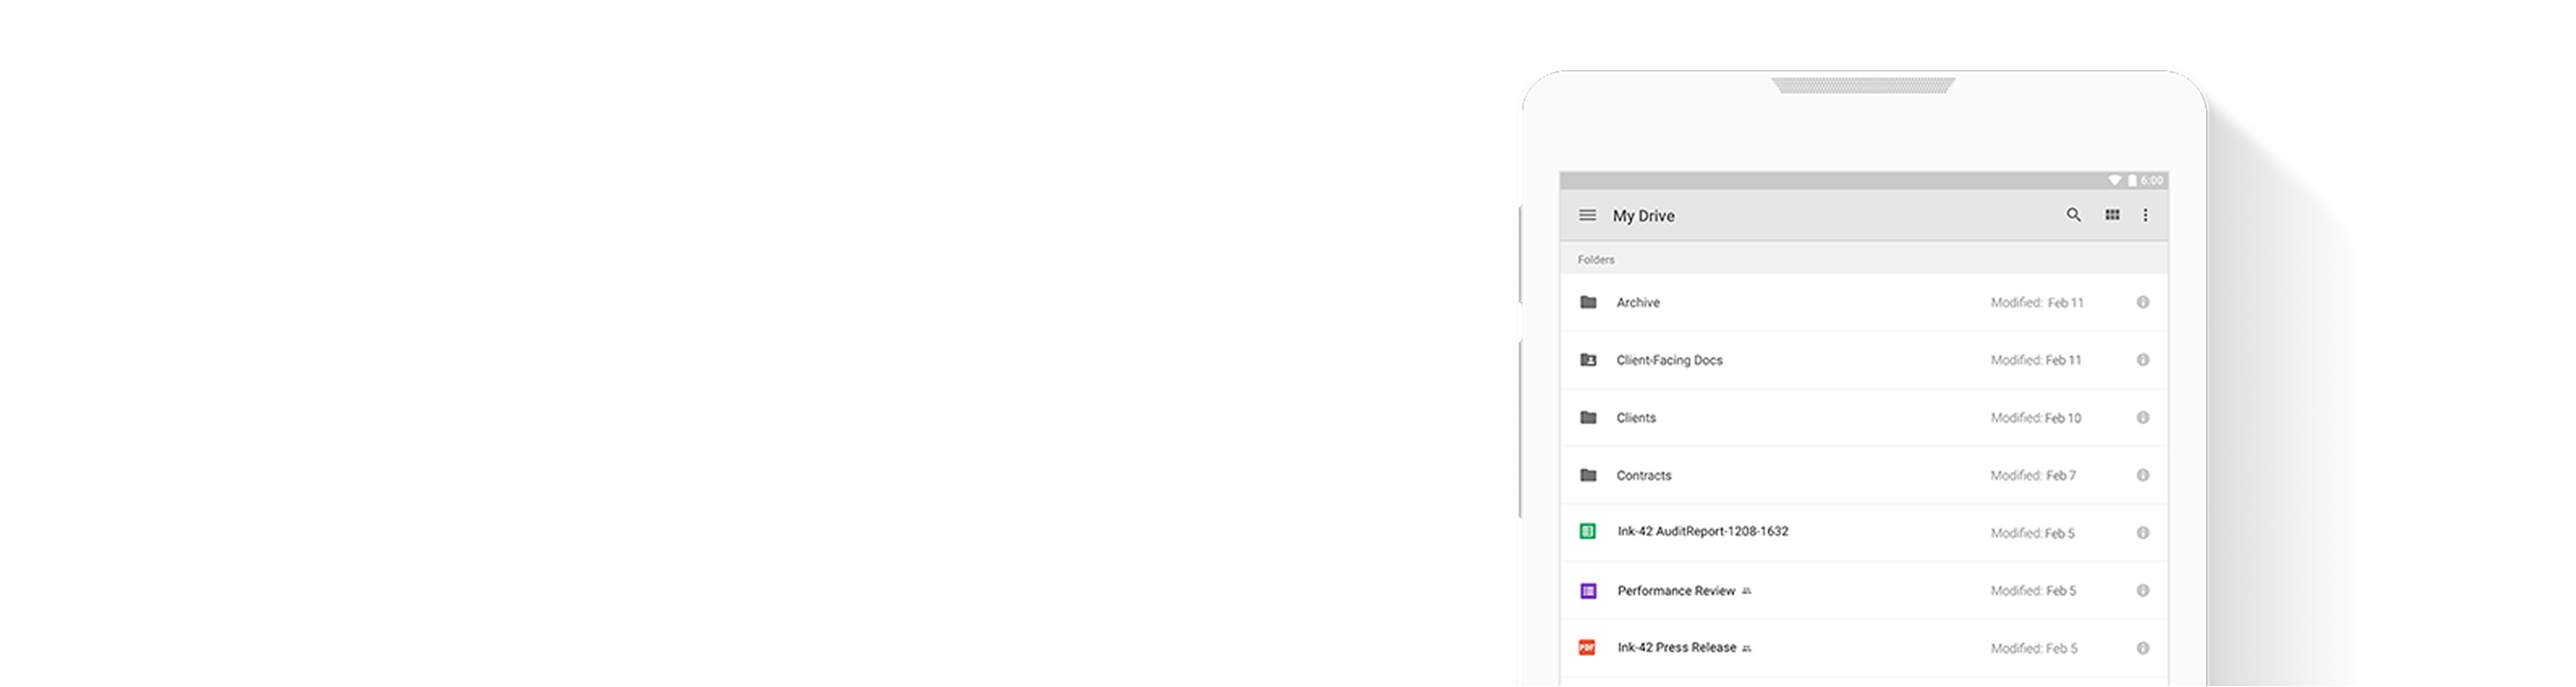 6:00
My Drive
Folders
Archive Modified: Feb 11
Client-Facing Docs Modified: Feb 11
Clients Modified: Feb 10
Contracts Modified: Feb 7
Ink-42 AuditReport-1208-1632 Modified: Feb 5
Performance Review Modified: Feb 5
PDF Ink-42 Press Release Modified: Feb 5